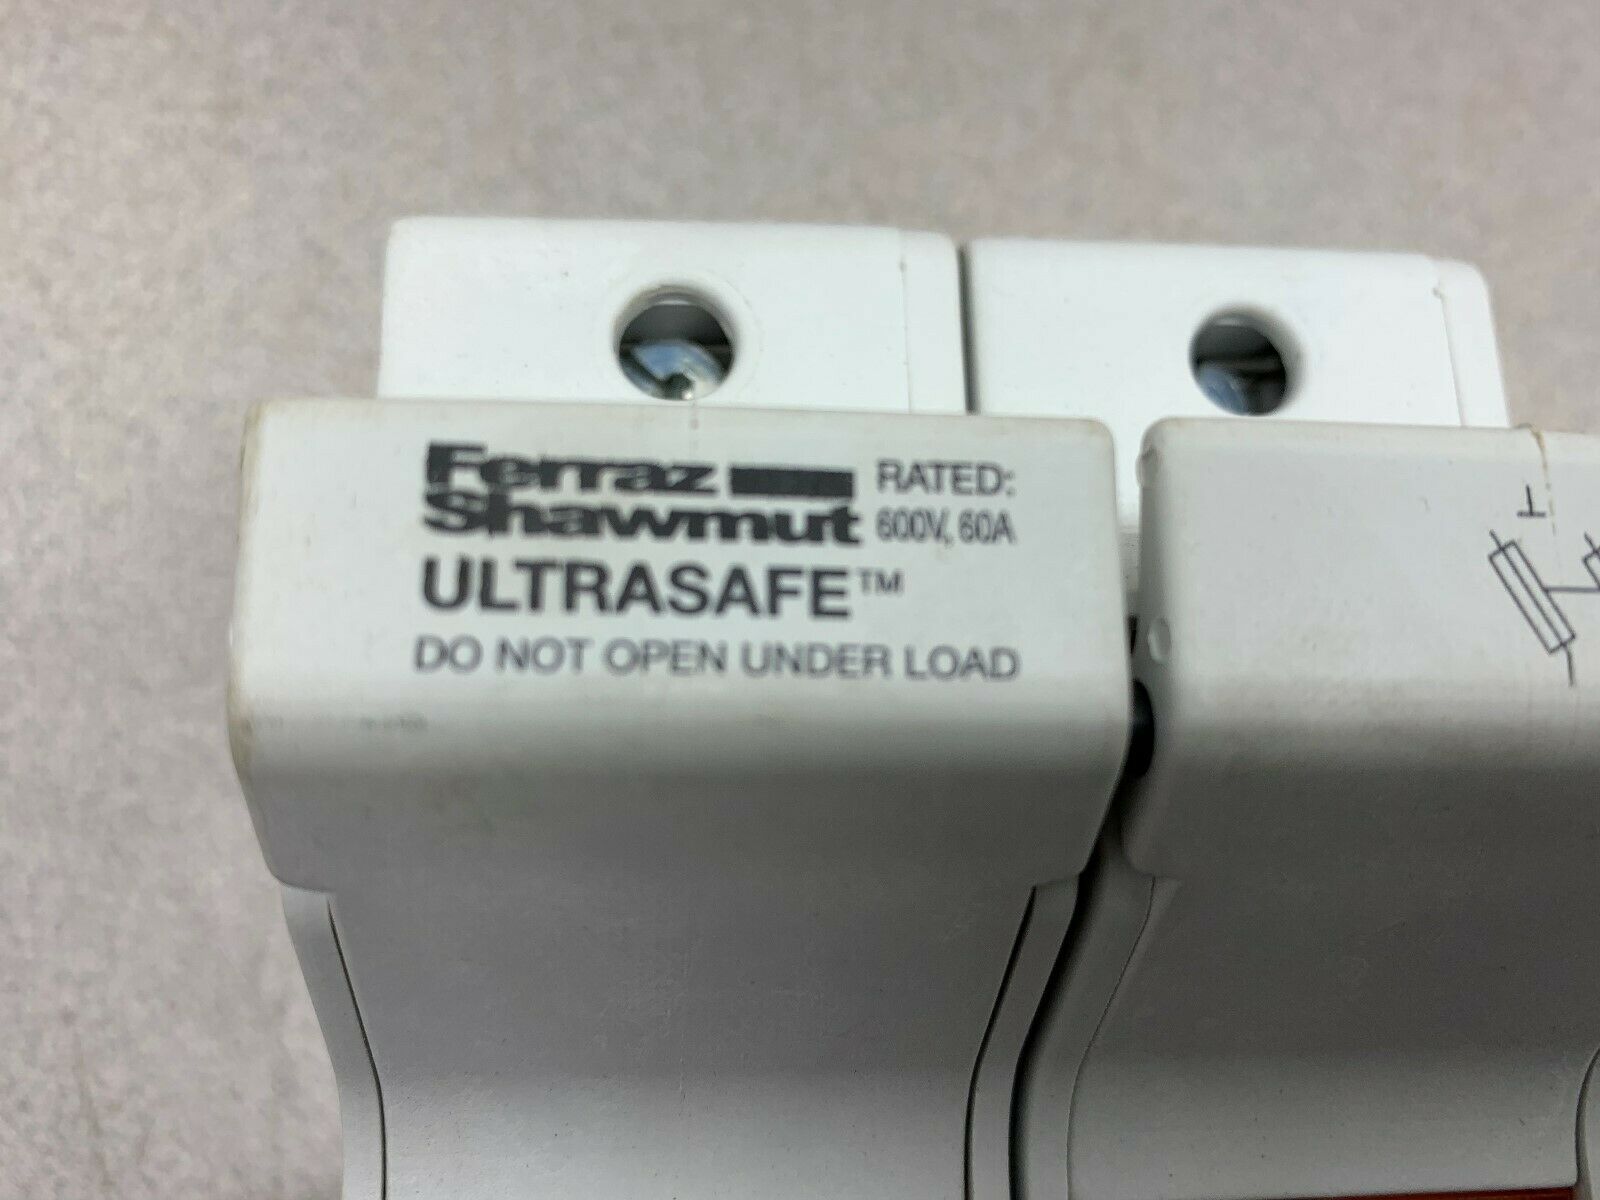 Ferraz
Shawmut
RATED:
600V, 60A
ULTRASAFE™
DO NOT OPEN UNDER LOAD